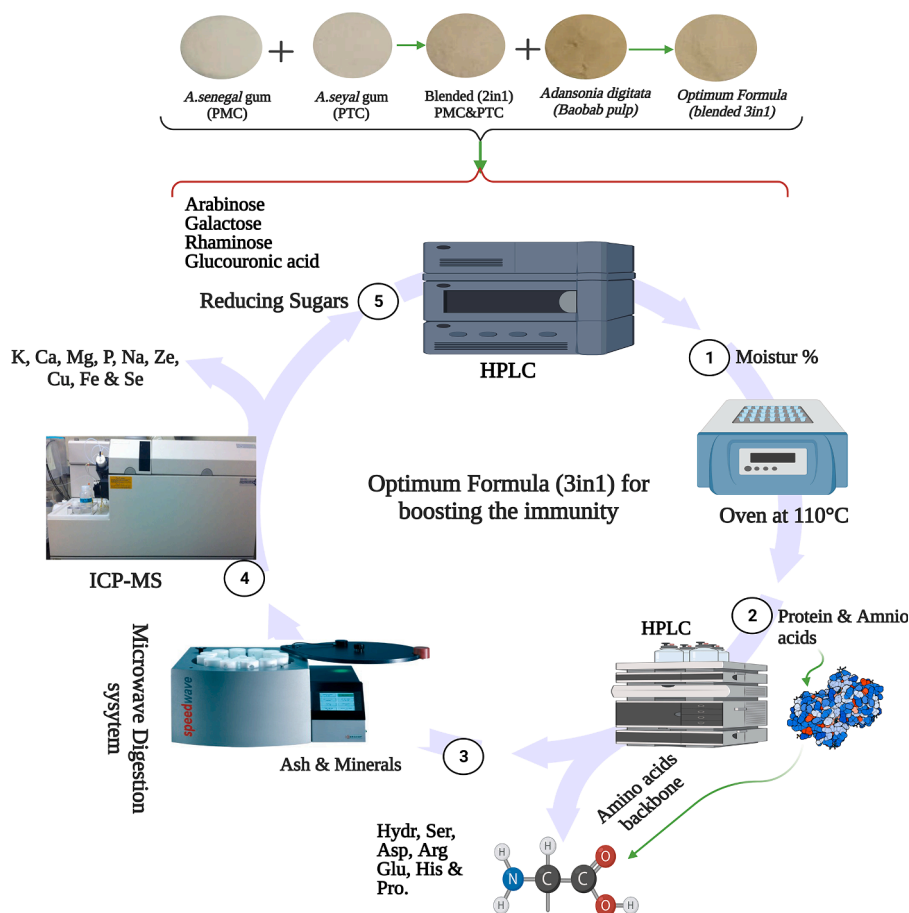 A.senegal gum
(PMC)
A.seyal gum
(PTC)
Blended (2in1)
PMC&PTC
Adansonia digitata
(Baobab pulp)
Optimum Formula
(blended 3in1)
Arabinose
Galactose
Rhaminose
Glucouronic acid
Reducing Sugars
5
HPLC
1
Moistur %
K, Ca, Mg, P, Na, Ze,
Cu, Fe & Se
Optimum Formula (3in1) for
boosting the immunity
Oven at 110°C
ICP-MS
4
2
Protein & Amnio
acids
HPLC
Microwave Digestion
sysytem
speedwave
3
Ash & Minerals
Amino acids
backbone
Hydr, Ser,
Asp, Arg
Glu, His &
Pro.
H
H
O
N
C
C
H
O
H